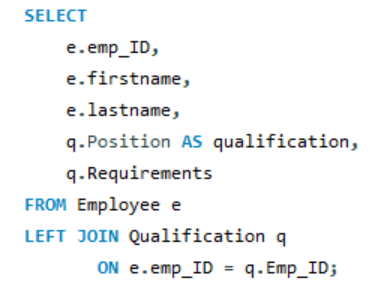 SELECT
e.emp_ID,
e.firstname,
e.lastname,
q.Position AS qualification,
q.Requirements
FROM Employee e
LEFT JOIN Qualification q
ON e.emp_ID = q.Emp_ID;